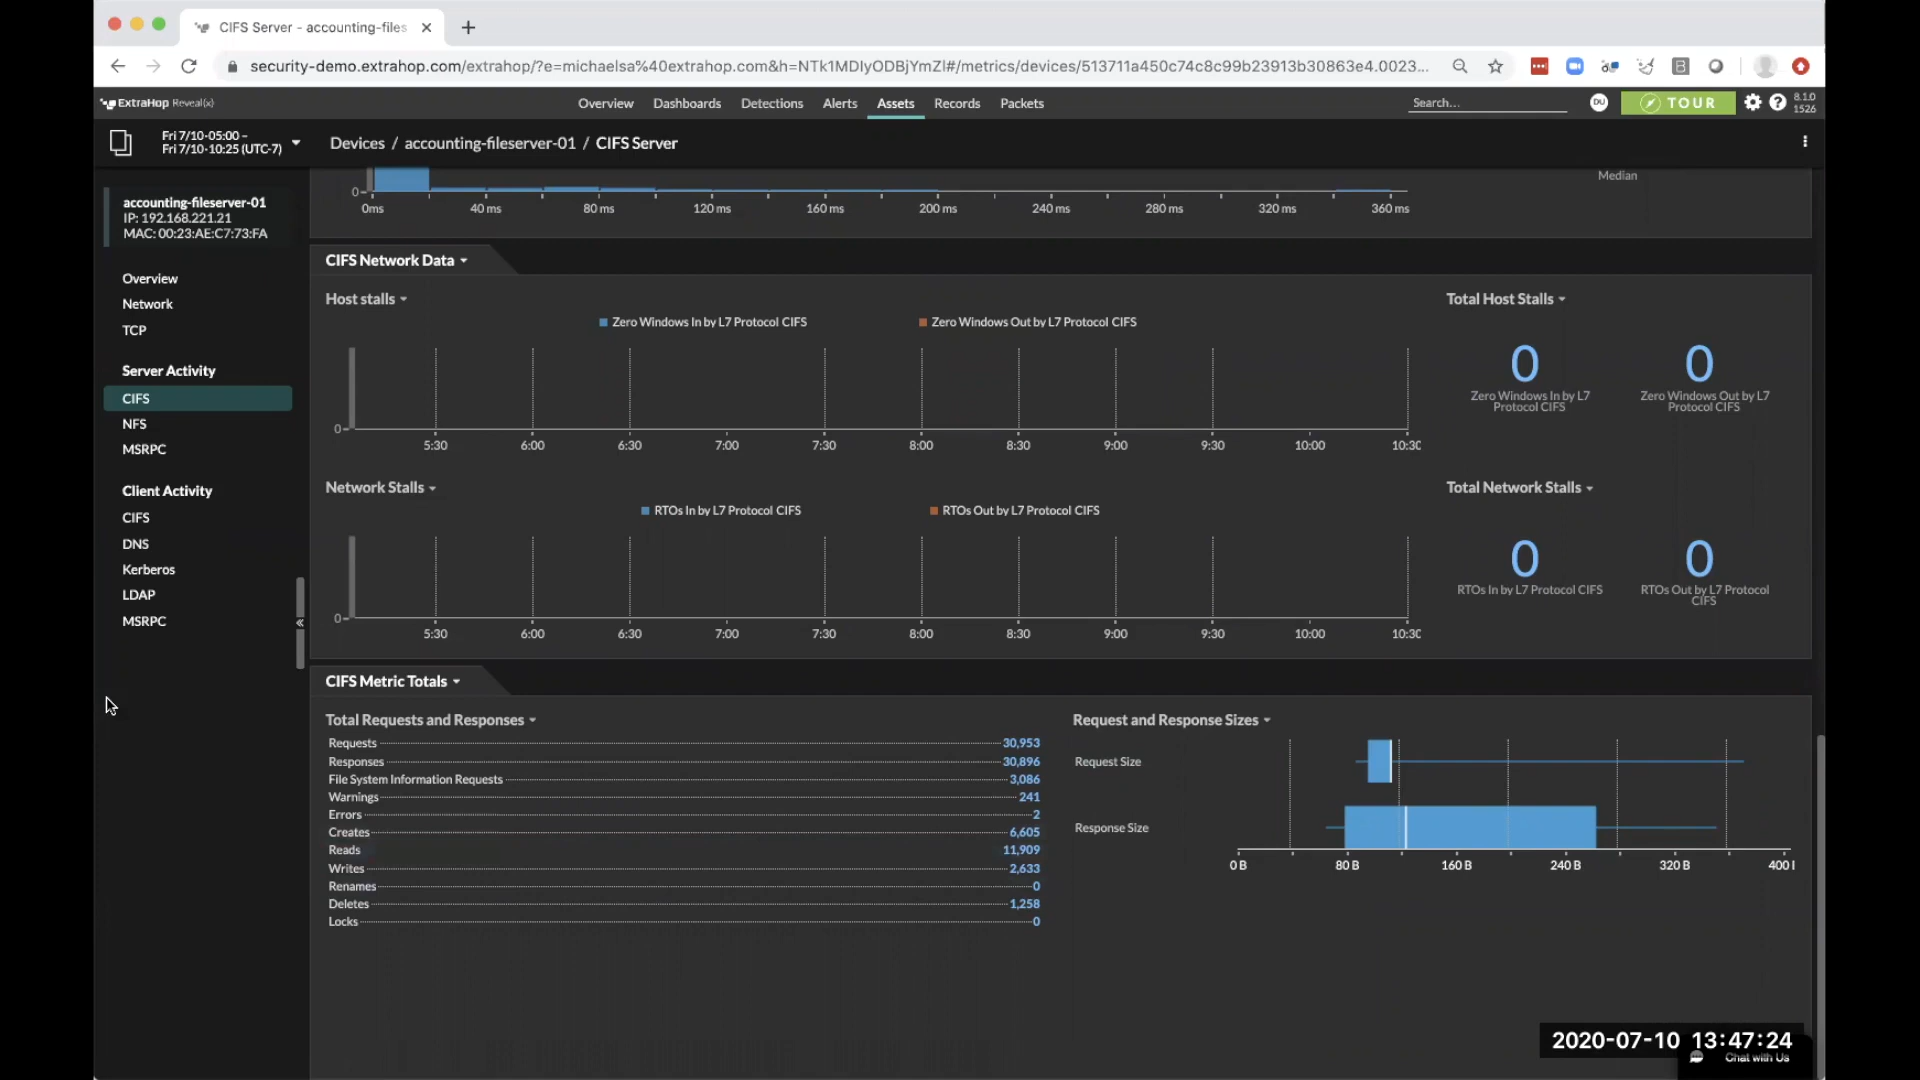 CIFS Server - accounting-files
security-demo.extrahop.com/extrahop/?e=michaelsa%40extrahop.com&h=NTk1MDIyODBjYmZl#/metrics/devices/513711a450c74c8c99b23913b30863e4.0023...
ExtraHop Reveal(x)
Overview Dashboards Detections Alerts Assets Records Packets
Search...
DU
TOUR
8.1.0
1526
Fri 7/10·05:00 –
Fri 7/10·10:25 (UTC-7)
Devices / accounting-fileserver-01 / CIFS Server
accounting-fileserver-01
IP: 192.168.221.21
MAC: 00:23:AE:C7:73:FA
Overview
Network
TCP
Server Activity
CIFS
NFS
MSRPC
Client Activity
CIFS
DNS
Kerberos
LDAP
MSRPC
Median
0
0ms 40 ms 80 ms 120 ms 160 ms 200 ms 240 ms 280 ms 320 ms 360 ms
CIFS Network Data
Host stalls
Zero Windows In by L7 Protocol CIFS Zero Windows Out by L7 Protocol CIFS
0
5:30 6:00 6:30 7:00 7:30 8:00 8:30 9:00 9:30 10:00 10:30
Total Host Stalls
0 0
Zero Windows In by L7 Protocol CIFS
Zero Windows Out by L7 Protocol CIFS
Network Stalls
RTOs In by L7 Protocol CIFS RTOs Out by L7 Protocol CIFS
0
5:30 6:00 6:30 7:00 7:30 8:00 8:30 9:00 9:30 10:00 10:30
Total Network Stalls
0 0
RTOs In by L7 Protocol CIFS
RTOs Out by L7 Protocol CIFS
CIFS Metric Totals
Total Requests and Responses
Requests 30,953
Responses 30,896
File System Information Requests 3,086
Warnings 241
Errors 2
Creates 6,605
Reads 11,909
Writes 2,633
Renames 0
Deletes 1,258
Locks 0
Request and Response Sizes
Request Size
Response Size
0 B 80 B 160 B 240 B 320 B 400
2020-07-10 13:47:24
Chat with Us